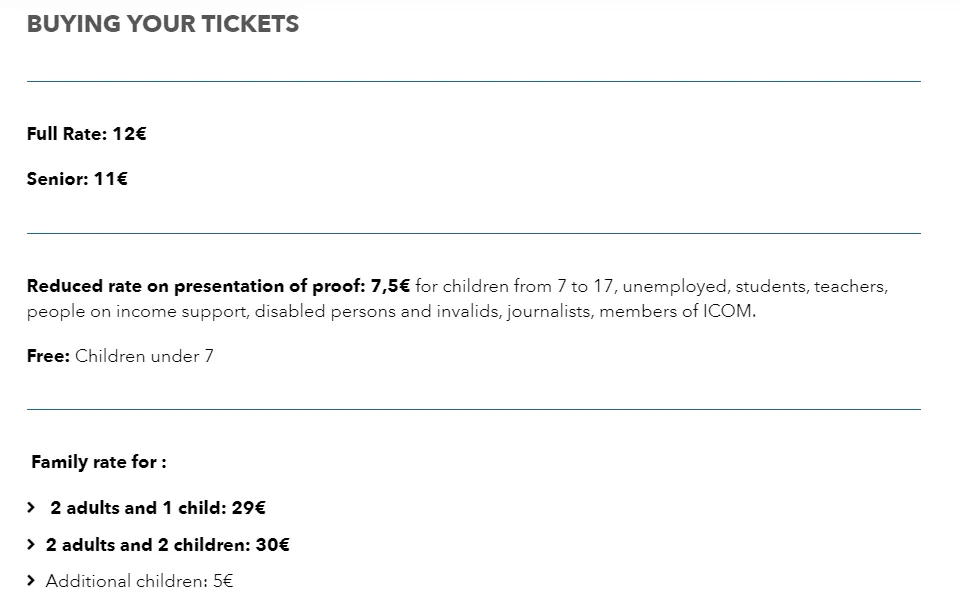 BUYING YOUR TICKETS
Full Rate: 12€
Senior: 11€
Reduced rate on presentation of proof: 7,5€ for children from 7 to 17, unemployed, students, teachers,
people on income support, disabled persons and invalids, journalists, members of ICOM.
Free: Children under 7
Family rate for :
> 2 adults and 1 child: 29€
> 2 adults and 2 children: 30€
> Additional children: 5€